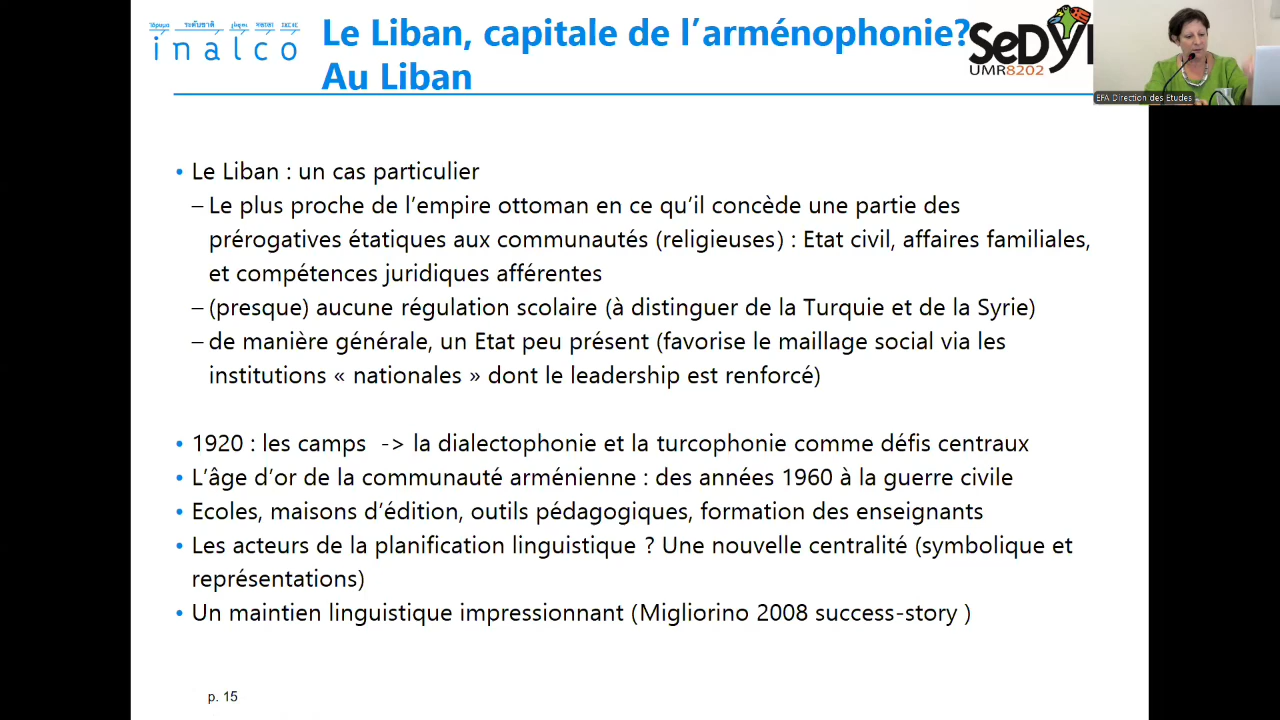 inalco
Le Liban, capitale de l'arménophonie?
Au Liban
SeDyL
UMR8202
EFA Direction des Etudes
• Le Liban : un cas particulier
– Le plus proche de l'empire ottoman en ce qu'il concède une partie des
prérogatives étatiques aux communautés (religieuses) : Etat civil, affaires familiales,
et compétences juridiques afférentes
– (presque) aucune régulation scolaire (à distinguer de la Turquie et de la Syrie)
– de manière générale, un Etat peu présent (favorise le maillage social via les
institutions « nationales » dont le leadership est renforcé)
• 1920 : les camps -> la dialectophonie et la turcophonie comme défis centraux
• L'âge d'or de la communauté arménienne : des années 1960 à la guerre civile
• Ecoles, maisons d'édition, outils pédagogiques, formation des enseignants
• Les acteurs de la planification linguistique ? Une nouvelle centralité (symbolique et
représentations)
• Un maintien linguistique impressionnant (Migliorino 2008 success-story )
p. 15